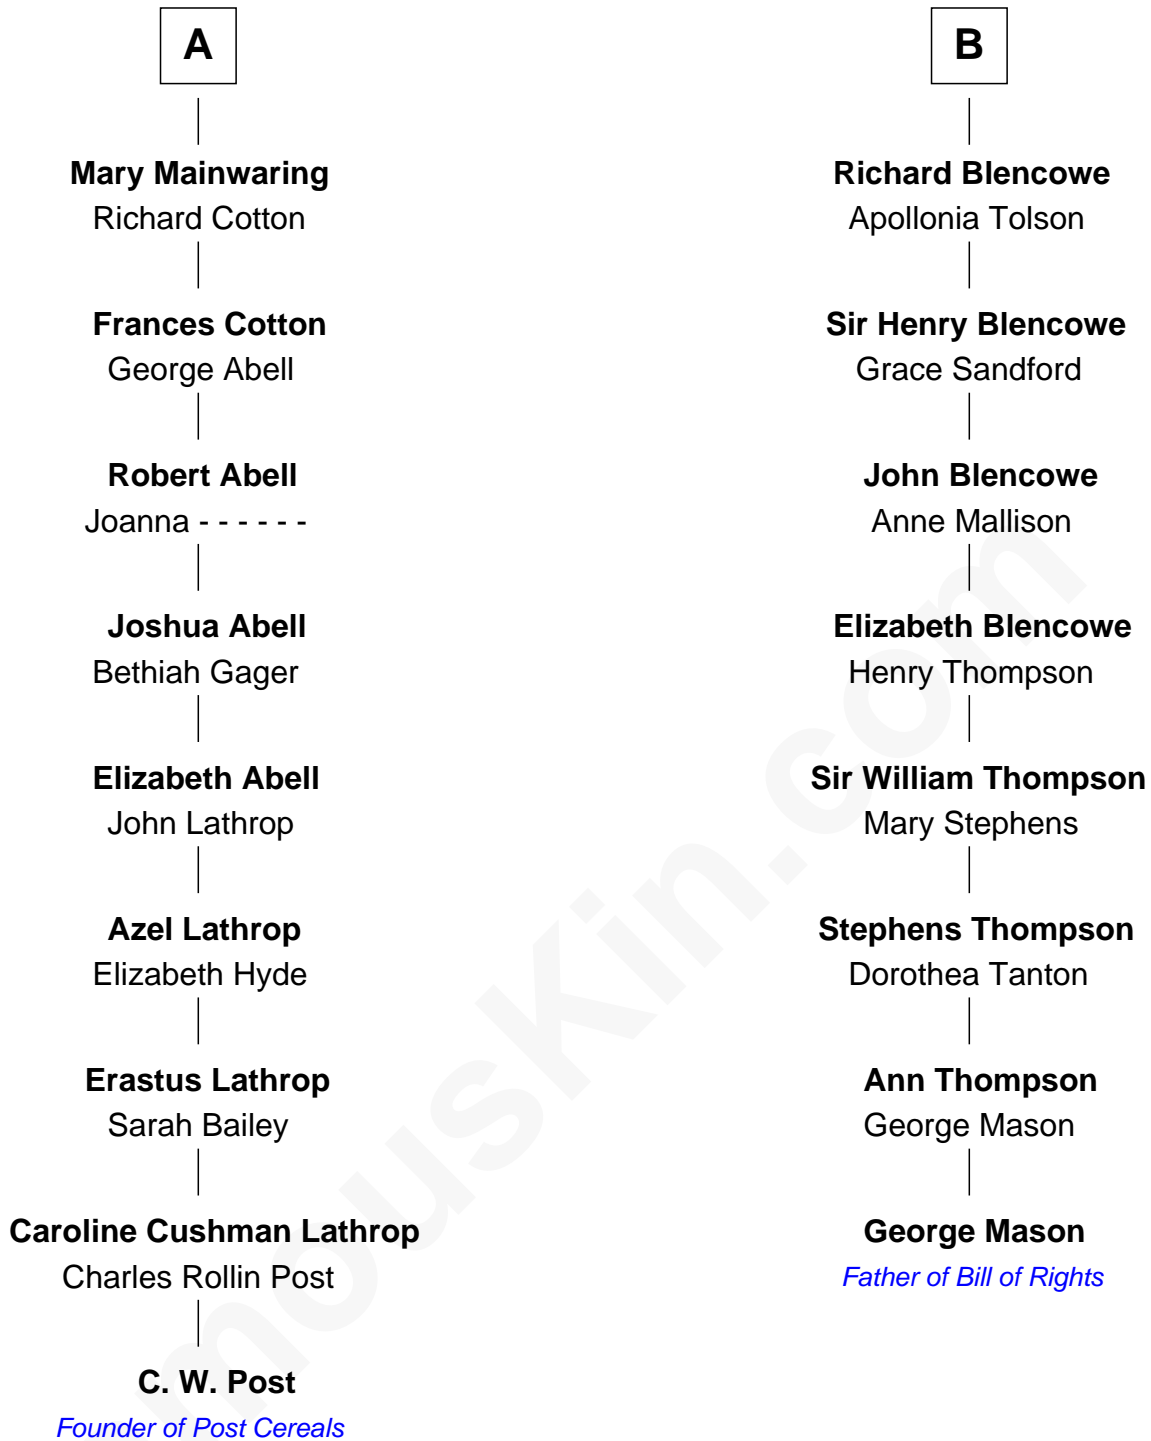 A
Mary Mainwaring
Richard Cotton
Frances Cotton
George Abell
Robert Abell
Joanna - - - - - -
Joshua Abell
Bethiah Gager
Elizabeth Abell
John Lathrop
Azel Lathrop
Elizabeth Hyde
Erastus Lathrop
Sarah Bailey
Caroline Cushman Lathrop
Charles Rollin Post
C. W. Post
Founder of Post Cereals
B
Richard Blencowe
Apollonia Tolson
Sir Henry Blencowe
Grace Sandford
John Blencowe
Anne Mallison
Elizabeth Blencowe
Henry Thompson
Sir William Thompson
Mary Stephens
Stephens Thompson
Dorothea Tanton
Ann Thompson
George Mason
George Mason
Father of Bill of Rights
mousKin.com